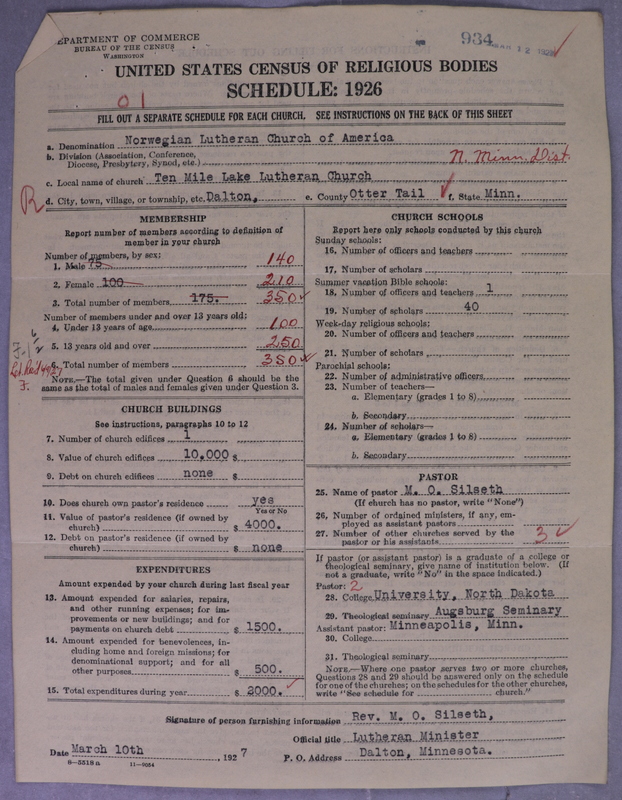 DEPARTMENT OF COMMERCE
BUREAU OF THE CENSUS
WASHINGTON
934
UNITED STATES CENSUS OF RELIGIOUS BODIES
SCHEDULE: 1926
01
FILL OUT A SEPARATE SCHEDULE FOR EACH CHURCH. SEE INSTRUCTIONS ON THE BACK OF THIS SHEET
a. Denomination Norwegian Lutheran Church of America
b. Division (Association, Conference,
Diocese, Presbytery, Synod, etc.) N. Minn. Dist.
c. Local name of church Ten Mile Lake Lutheran Church
R
d. City, town, village, or township, etc. Dalton, e. County Otter Tail f. State Minn.
MEMBERSHIP
Report number of members according to definition of
member in your church
Number of members, by sex:
1. Male 75 140
2. Female 100 210
3. Total number of members 175. 350
Number of members under and over 13 years old:
4. Under 13 years of age 100
5. 13 years old and over 250
6. Total number of members 350
NOTE.—The total given under Question 6 should be
same as the total of males and females given under Question 3.
CHURCH BUILDINGS
See instructions, paragraphs 10 to 12
7. Number of church edifices 1
8. Value of church edifices 10,000 $
9. Debt on church edifices none $
10. Does church own pastor's residence yes
Yes or No
11. Value of pastor's residence (if owned by
church) $ 4000.
12. Debt on pastor's residence (if owned by
church) $ none
EXPENDITURES
Amount expended by your church during last fiscal year
13. Amount expended for salaries, repairs,
and other running expenses; for im-
provements or new buildings; and for
payments on church debt $ 1500.
14. Amount expended for benevolences, in-
cluding home and foreign missions; for
denominational support; and for all
other purposes $ 500.
15. Total expenditures during year $ 2000.
CHURCH SCHOOLS
Report here only schools conducted by this church
Sunday schools:
16. Number of officers and teachers
17. Number of scholars
Summer vacation Bible schools:
18. Number of officers and teachers 1
19. Number of scholars 40
Week-day religious schools:
20. Number of officers and teachers
21. Number of scholars
Parochial schools:
22. Number of administrative officers
23. Number of teachers—
a. Elementary (grades 1 to 8)
b. Secondary
24. Number of scholars—
a. Elementary (grades 1 to 8)
b. Secondary
PASTOR
25. Name of pastor M. O. Silseth
(If church has no pastor, write "None")
26. Number of ordained ministers, if any, em-
ployed as assistant pastors
27. Number of other churches served by the
pastor or his assistants 3
If pastor (or assistant pastor) is a graduate of a college or
theological seminary, give name of institution below. (If
not a graduate, write "No" in the space indicated.)
Pastor: 2
28. College University, North Dakota
29. Theological seminary Augsburg Seminary
Assistant pastor: Minneapolis, Minn.
30. College
31. Theological seminary
NOTE.—Where one pastor serves two or more churches,
Questions 28 and 29 should be answered only on the schedule
for one of the churches; on the schedules for the other churches,
write "See schedule for church."
Signature of person furnishing information Rev. M. O. Silseth,
Official title Lutheran Minister
Date March 10th, 1927 P. O. Address Dalton, Minnesota.
8-5518a 11-9054